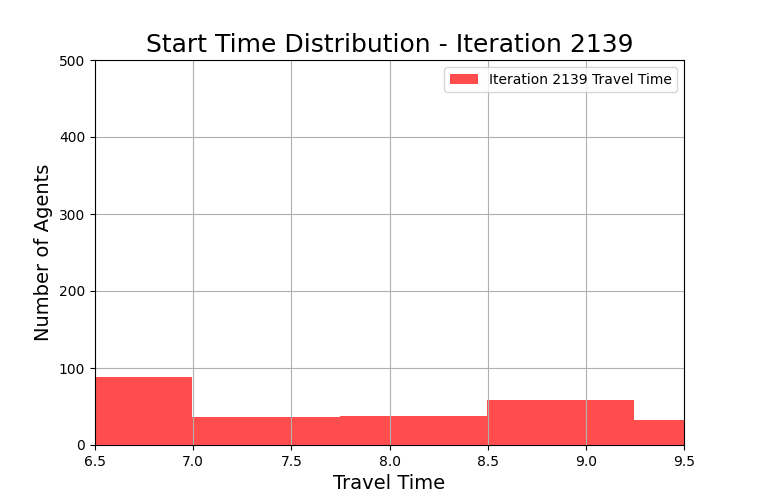 Start Time Distribution - Iteration 2139
Iteration 2139 Travel Time
Number of Agents
500
400
300
200
100
0
6.5 7.0 7.5 8.0 8.5 9.0 9.5
Travel Time